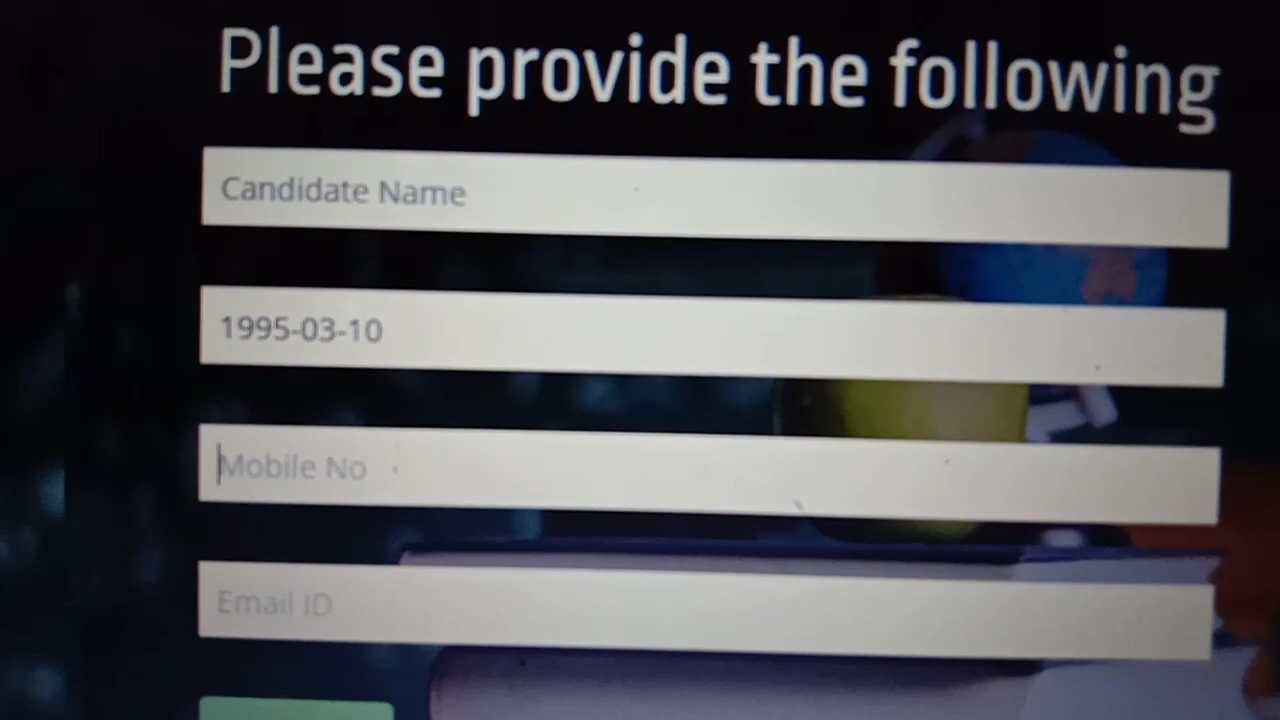 Please provide the following
Candidate Name
1995-03-10
Mobile No
Email ID